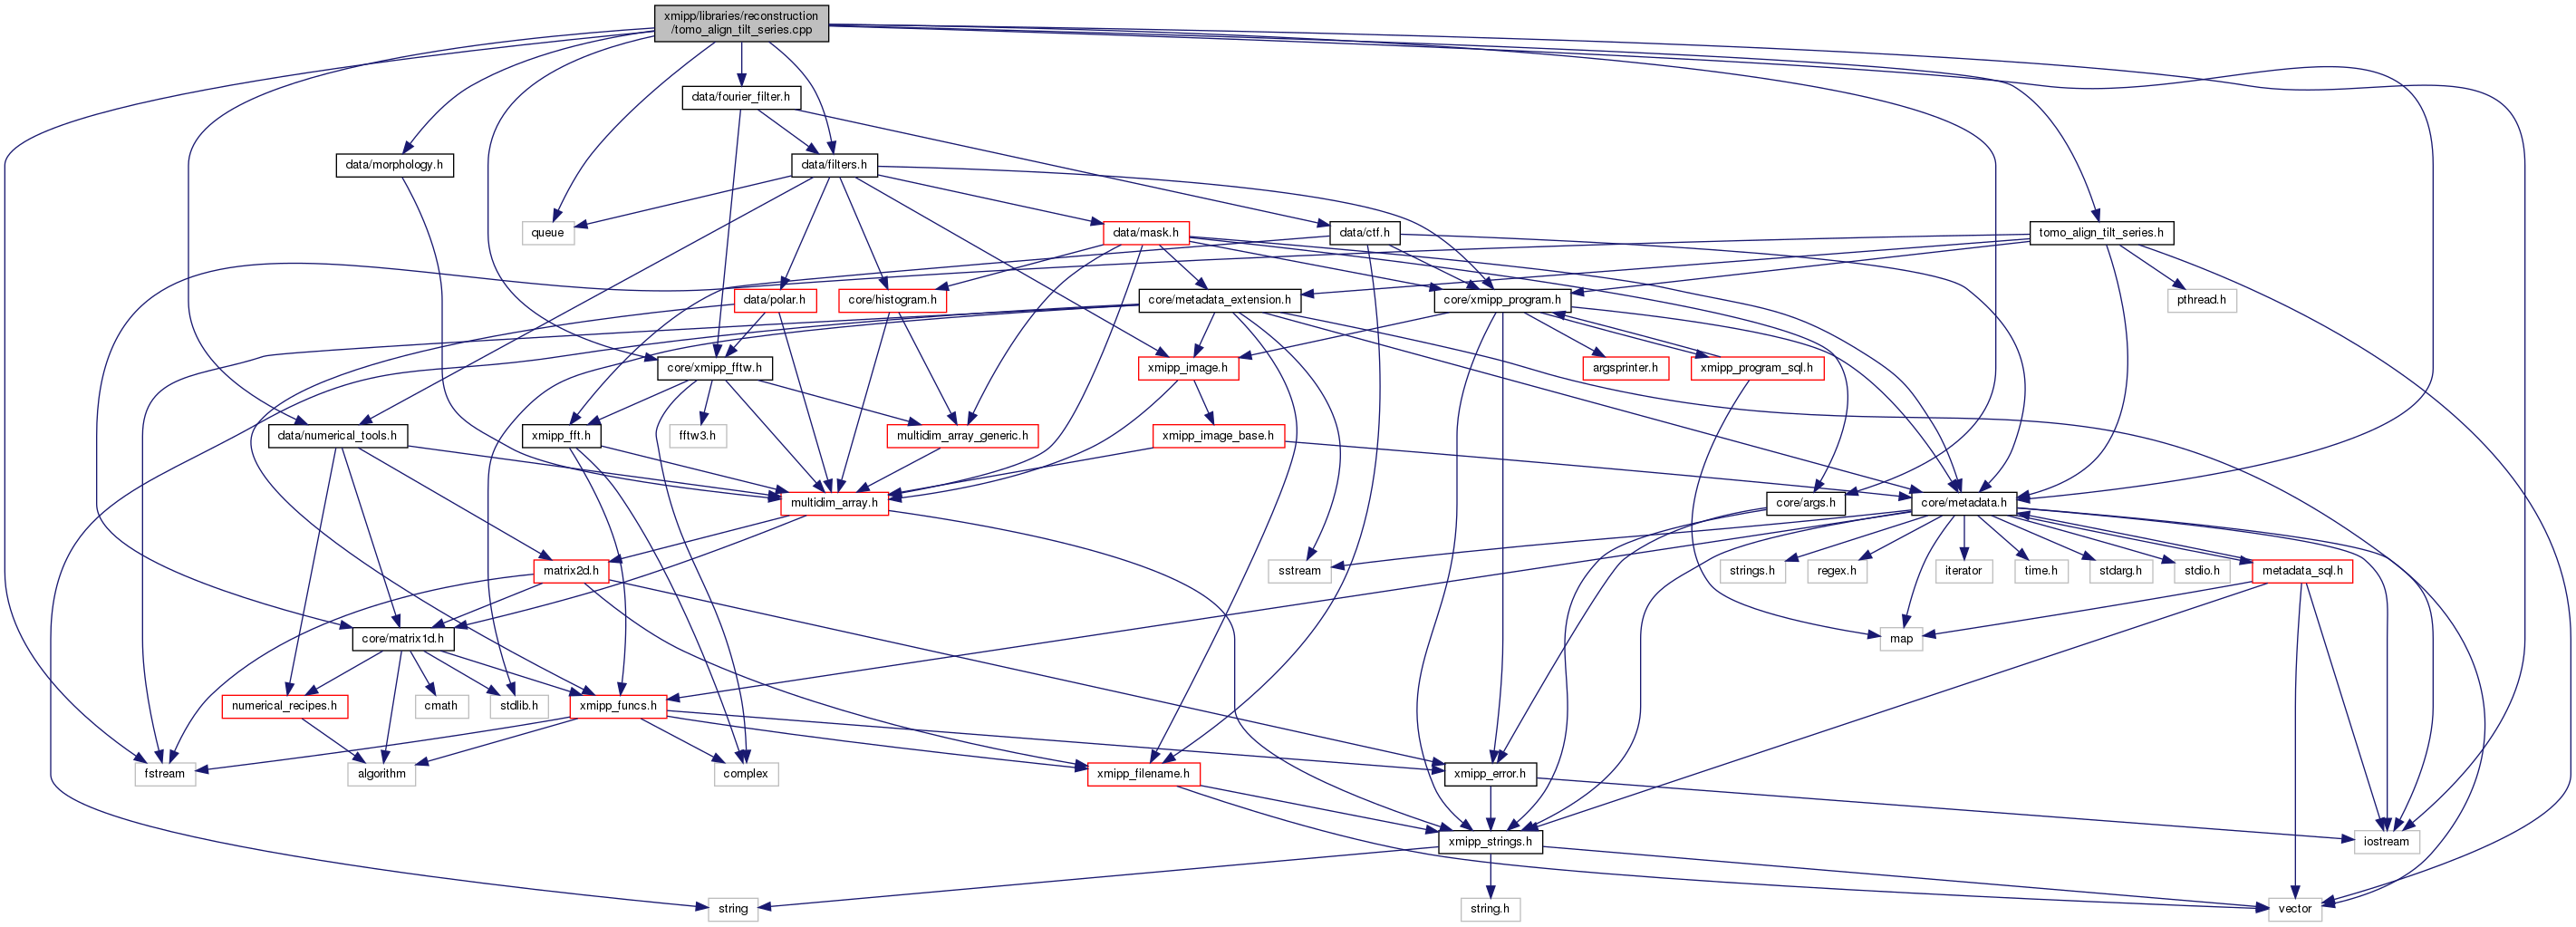 xmipp/libraries/reconstruction
/tomo_align_tilt_series.cpp
data/fourier_filter.h
data/morphology.h
data/filters.h
queue
data/mask.h
data/ctf.h
tomo_align_tilt_series.h
data/polar.h
core/histogram.h
core/metadata_extension.h
core/xmipp_program.h
pthread.h
core/xmipp_fftw.h
xmipp_image.h
argsprinter.h
xmipp_program_sql.h
data/numerical_tools.h
xmipp_fft.h
fftw3.h
multidim_array_generic.h
xmipp_image_base.h
multidim_array.h
core/args.h
core/metadata.h
matrix2d.h
sstream
strings.h
regex.h
iterator
time.h
stdarg.h
stdio.h
metadata_sql.h
core/matrix1d.h
map
numerical_recipes.h
cmath
stdlib.h
xmipp_funcs.h
fstream
algorithm
complex
xmipp_filename.h
xmipp_error.h
xmipp_strings.h
iostream
string
string.h
vector